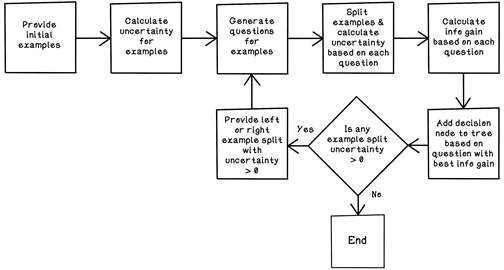 Provide
initial
examples
Calculate
uncertainty
for
examples
Generate
questions
for
examples
Split
examples &
calculate
uncertainty
based on each
question
Calculate
info gain
based on each
question
Provide left
or right
example split
with
uncertainty
> 0
Yes
Is any
example split
uncertainty
> 0
Add decision
node to tree
based on
question with
best info gain
No
End